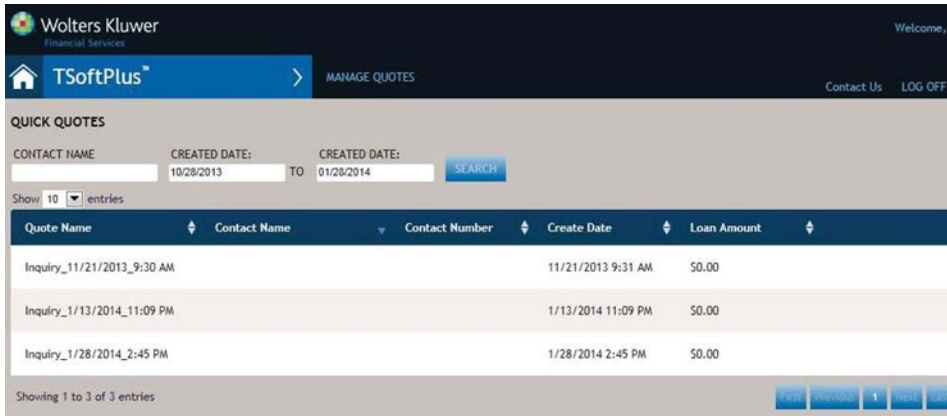 Wolters Kluwer
Financial Services
Welcome,
TSoftPlus™
MANAGE QUOTES
Contact Us LOG OFF
QUICK QUOTES
CONTACT NAME CREATED DATE: CREATED DATE:
10/28/2013 TO 01/28/2014 SEARCH
Show 10 entries
Quote Name Contact Name Contact Number Create Date Loan Amount
Inquiry_11/21/2013_9:30 AM 11/21/2013 9:31 AM $0.00
Inquiry_1/13/2014_11:09 PM 1/13/2014 11:09 PM $0.00
Inquiry_1/28/2014_2:45 PM 1/28/2014 2:45 PM $0.00
Showing 1 to 3 of 3 entries First Previous 1 Next